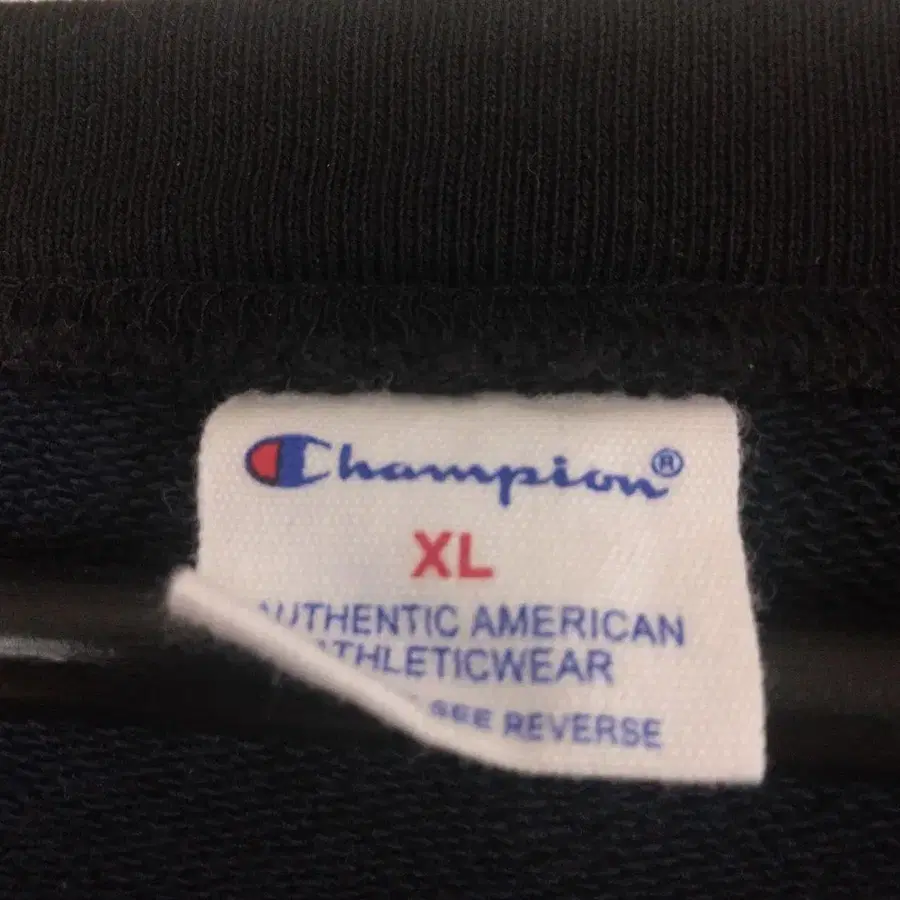 Champion®
XL
AUTHENTIC AMERICAN
ATHLETICWEAR
SEE REVERSE